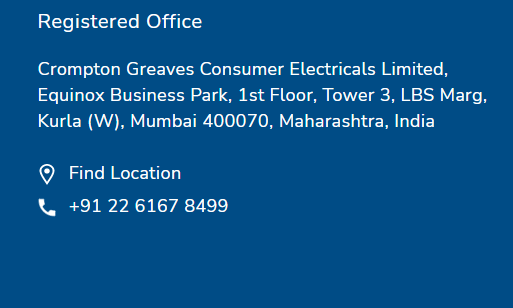 Registered Office
Crompton Greaves Consumer Electricals Limited,
Equinox Business Park, 1st Floor, Tower 3, LBS Marg,
Kurla (W), Mumbai 400070, Maharashtra, India
Find Location
+91 22 6167 8499